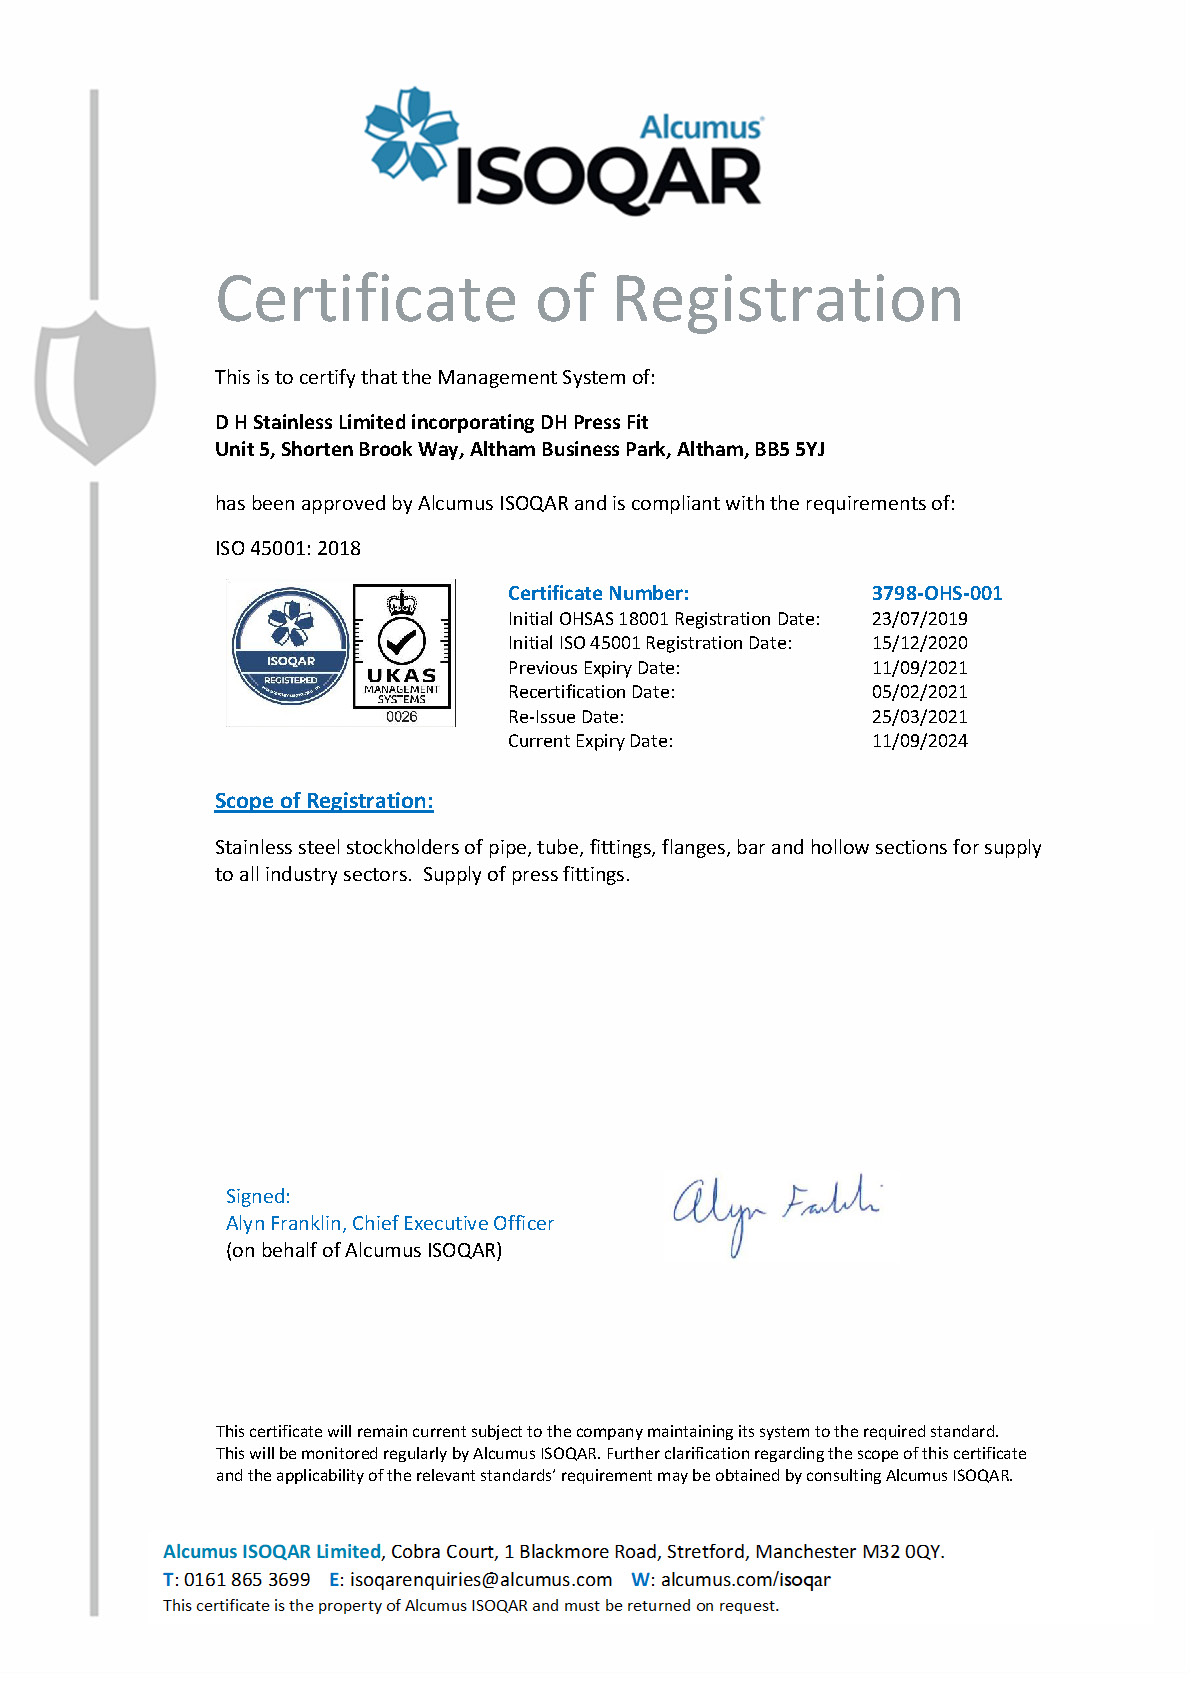 Alcumus
ISOQAR
Certificate of Registration
This is to certify that the Management System of:
D H Stainless Limited incorporating DH Press Fit
Unit 5, Shorten Brook Way, Altham Business Park, Altham, BB5 5YJ
has been approved by Alcumus ISOQAR and is compliant with the requirements of:
ISO 45001: 2018
ISOQAR
REGISTERED
UKAS
MANAGEMENT
SYSTEMS
0026
Certificate Number: 3798-OHS-001
Initial OHSAS 18001 Registration Date: 23/07/2019
Initial ISO 45001 Registration Date: 15/12/2020
Previous Expiry Date: 11/09/2021
Recertification Date: 05/02/2021
Re-Issue Date: 25/03/2021
Current Expiry Date: 11/09/2024
Scope of Registration:
Stainless steel stockholders of pipe, tube, fittings, flanges, bar and hollow sections for supply
to all industry sectors. Supply of press fittings.
Signed:
Alyn Franklin, Chief Executive Officer
(on behalf of Alcumus ISOQAR)
This certificate will remain current subject to the company maintaining its system to the required standard.
This will be monitored regularly by Alcumus ISOQAR. Further clarification regarding the scope of this certificate
and the applicability of the relevant standards’ requirement may be obtained by consulting Alcumus ISOQAR.
Alcumus ISOQAR Limited, Cobra Court, 1 Blackmore Road, Stretford, Manchester M32 0QY.
T: 0161 865 3699 E: isoqarenquiries@alcumus.com W: alcumus.com/isoqar
This certificate is the property of Alcumus ISOQAR and must be returned on request.